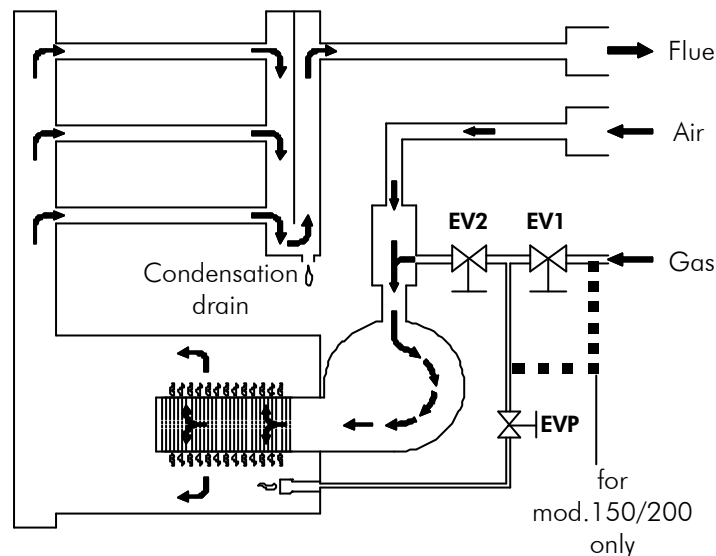 Flue
Air
EV2
EV1
Gas
Condensation
drain
EVP
for
mod.150/200
only